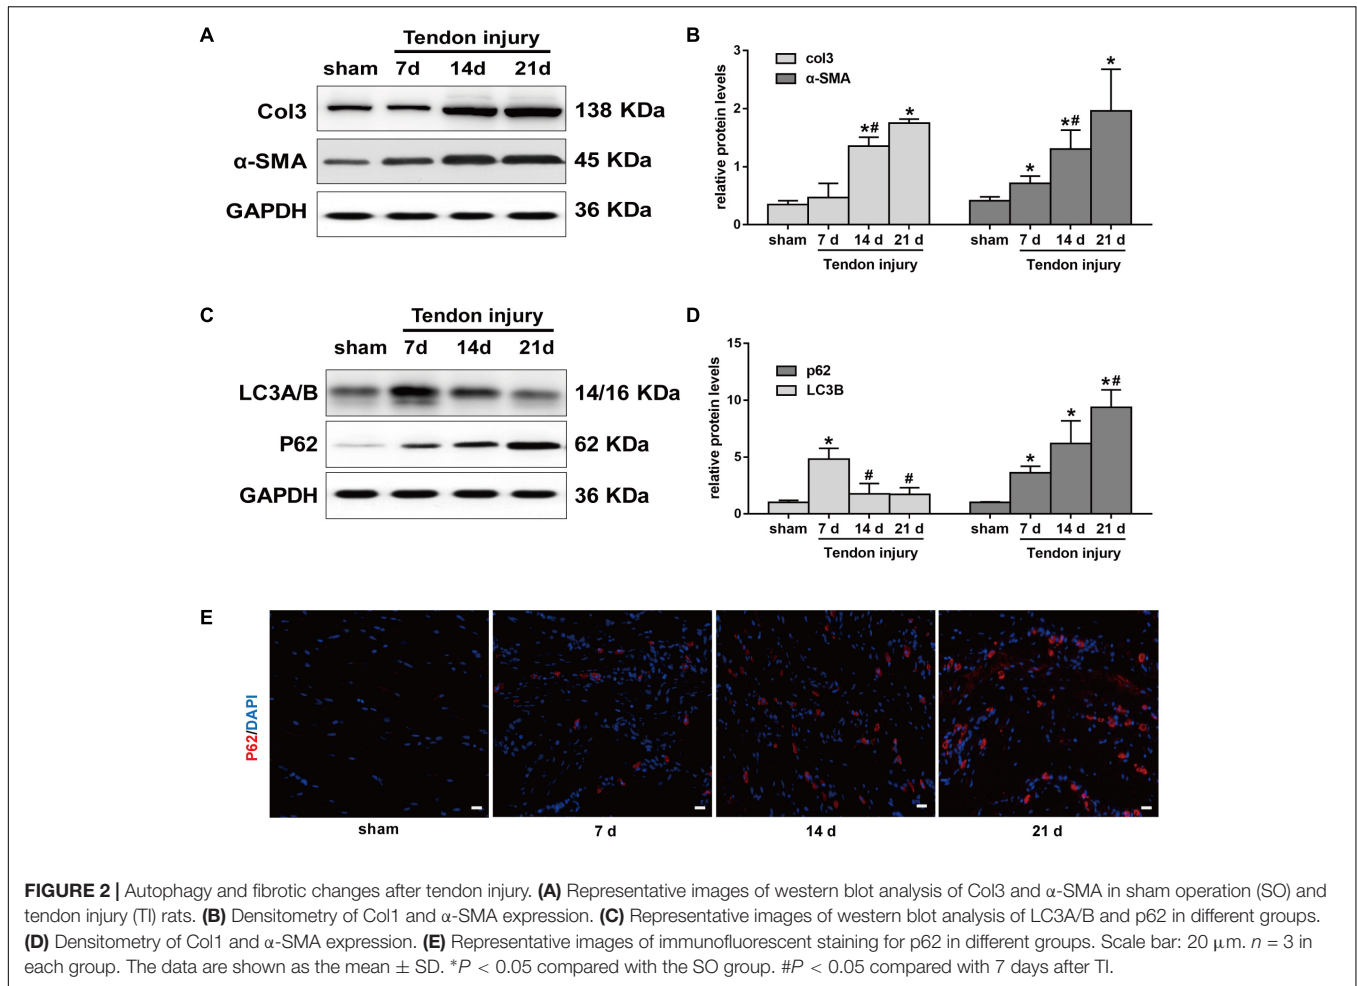 A
Tendon injury
sham 7d 14d 21d
Col3 138 KDa
α-SMA 45 KDa
GAPDH 36 KDa
B
3
2
1
0
relative protein levels
col3
α-SMA
*# * * *# *
sham 7 d 14 d 21 d sham 7 d 14 d 21 d
Tendon injury Tendon injury
C
Tendon injury
sham 7d 14d 21d
LC3A/B 14/16 KDa
P62 62 KDa
GAPDH 36 KDa
D
15
10
5
0
relative protein levels
p62
LC3B
* # # * * *#
sham 7 d 14 d 21 d sham 7 d 14 d 21 d
Tendon injury Tendon injury
E
P62/DAPI
sham 7 d 14 d 21 d
FIGURE 2 | Autophagy and fibrotic changes after tendon injury. (A) Representative images of western blot analysis of Col3 and α-SMA in sham operation (SO) and
tendon injury (TI) rats. (B) Densitometry of Col1 and α-SMA expression. (C) Representative images of western blot analysis of LC3A/B and p62 in different groups.
(D) Densitometry of Col1 and α-SMA expression. (E) Representative images of immunofluorescent staining for p62 in different groups. Scale bar: 20 μm. n = 3 in
each group. The data are shown as the mean ± SD. *P < 0.05 compared with the SO group. #P < 0.05 compared with 7 days after TI.